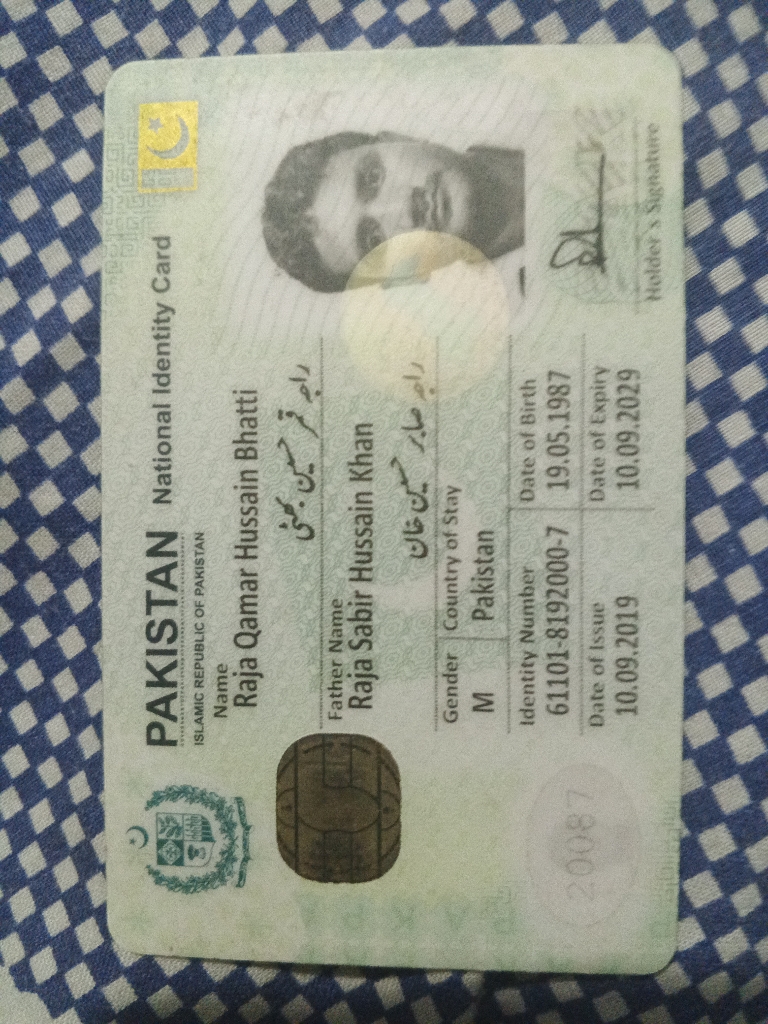 PAKISTAN National Identity Card
ISLAMIC REPUBLIC OF PAKISTAN
Name
Raja Qamar Hussain Bhatti
راجہ قمر حسین بھٹی
Father Name
Raja Sabir Hussain Khan
راجہ صابر حسین خان
Gender Country of Stay
M Pakistan
Identity Number Date of Birth
61101-8192000-7 19.05.1987
Date of Issue Date of Expiry
10.09.2019 10.09.2029
Holder's Signature
20087